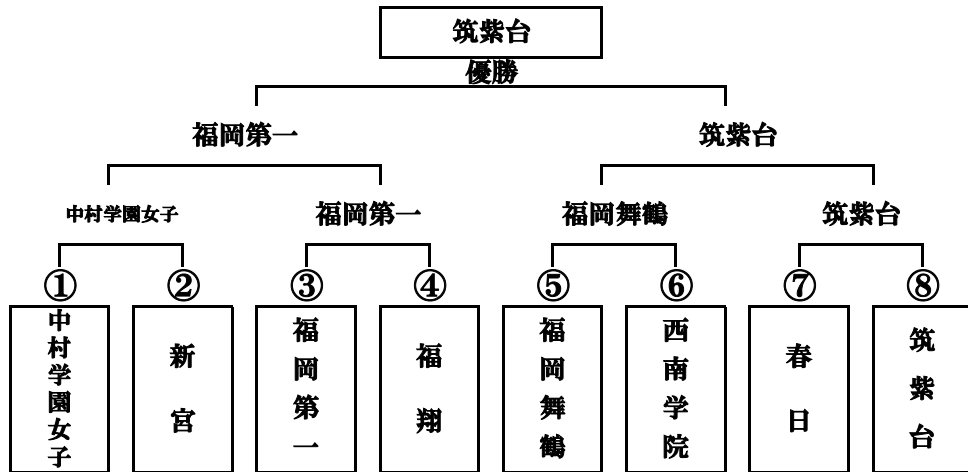 筑紫台
優勝
福岡第一
筑紫台
中村学園女子
福岡第一
福岡舞鶴
筑紫台
①
②
③
④
⑤
⑥
⑦
⑧
中村学園女子
新宮
福岡第一
福翔
福岡舞鶴
西南学院
春日
筑紫台